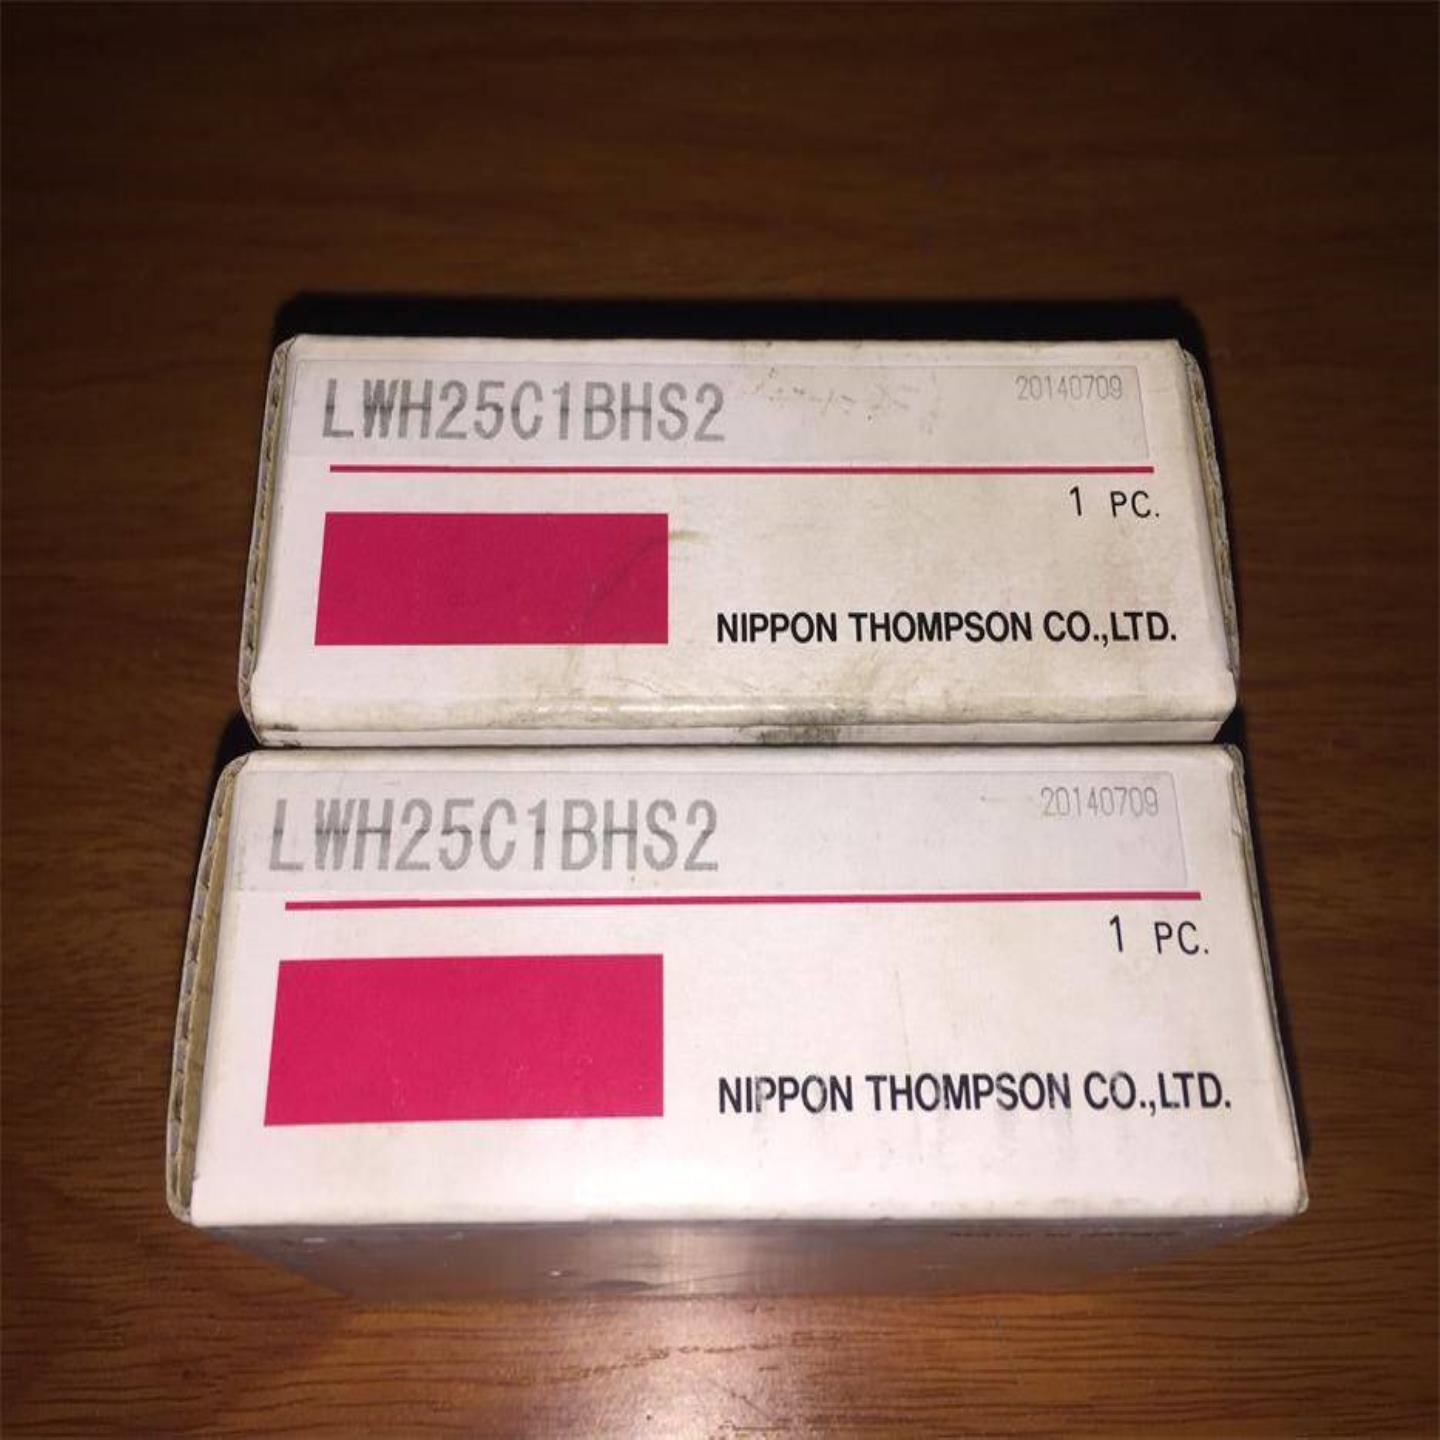 LWH25C1BHS2 20140709
1 PC.
NIPPON THOMPSON CO.,LTD.
LWH25C1BHS2 20140709
1 PC.
NIPPON THOMPSON CO.,LTD.